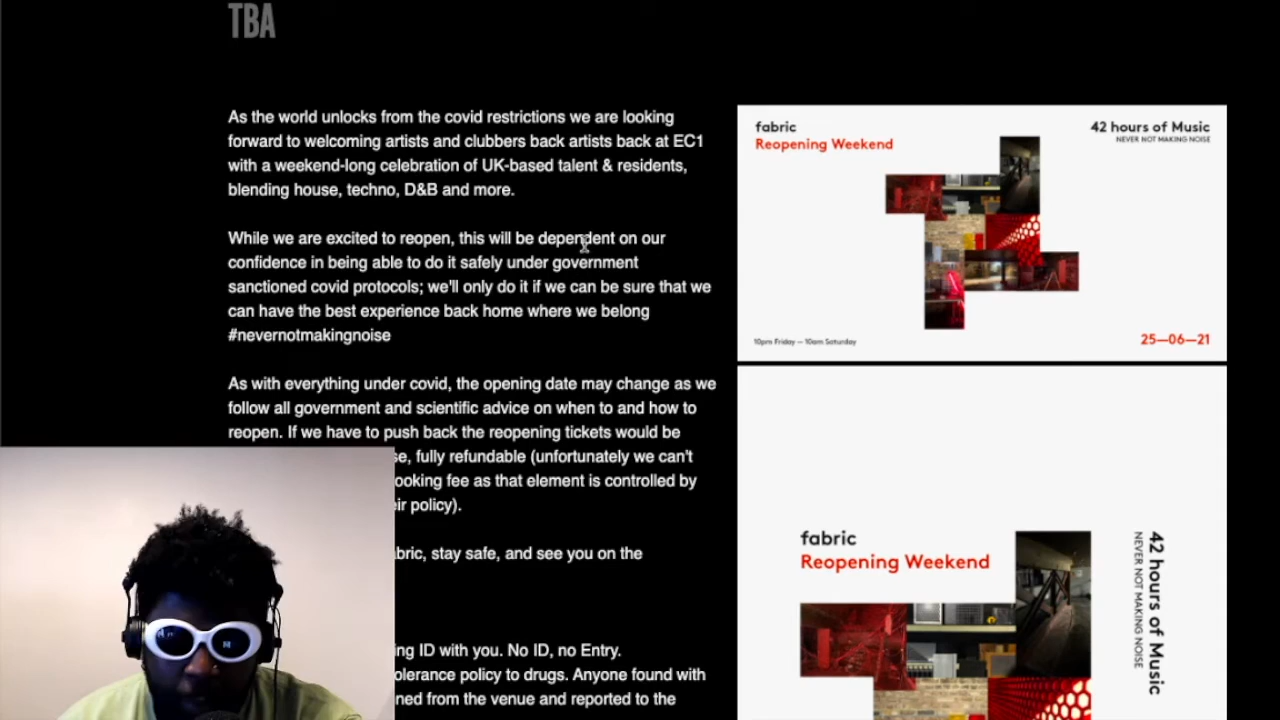 TBA
As the world unlocks from the covid restrictions we are looking
forward to welcoming artists and clubbers back artists back at EC1
with a weekend-long celebration of UK-based talent & residents,
blending house, techno, D&B and more.
While we are excited to reopen, this will be dependent on our
confidence in being able to do it safely under government
sanctioned covid protocols; we'll only do it if we can be sure that we
can have the best experience back home where we belong
#nevernotmakingnoise
As with everything under covid, the opening date may change as we
follow all government and scientific advice on when to and how to
reopen. If we have to push back the reopening tickets would be
se, fully refundable (unfortunately we can't
ooking fee as that element is controlled by
eir policy).
abric, stay safe, and see you on the
ing ID with you. No ID, no Entry.
olerance policy to drugs. Anyone found with
ned from the venue and reported to the
fabric
Reopening Weekend
42 hours of Music
NEVER NOT MAKING NOISE
10pm Friday — 10am Saturday
25—06—21
fabric
Reopening Weekend
42 hours of Music
NEVER NOT MAKING NOISE